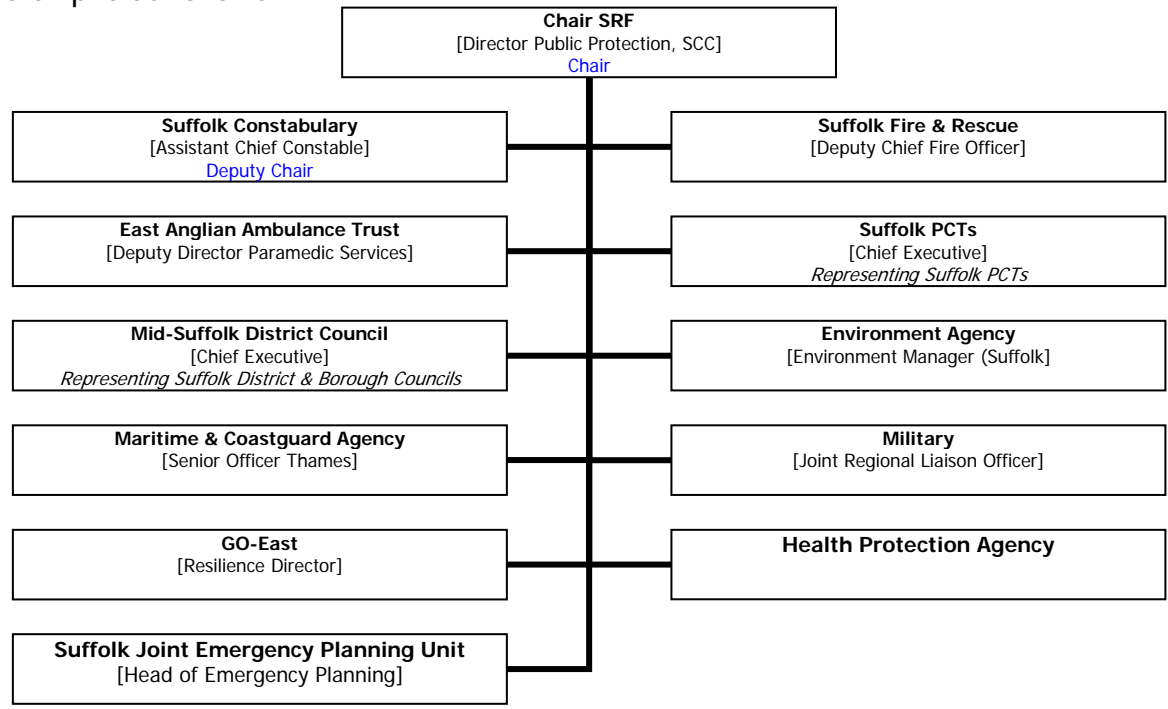 Chair SRF
[Director Public Protection, SCC]
Chair
Suffolk Constabulary
[Assistant Chief Constable]
Deputy Chair
Suffolk Fire & Rescue
[Deputy Chief Fire Officer]
East Anglian Ambulance Trust
[Deputy Director Paramedic Services]
Suffolk PCTs
[Chief Executive]
Representing Suffolk PCTs
Mid-Suffolk District Council
[Chief Executive]
Representing Suffolk District & Borough Councils
Environment Agency
[Environment Manager (Suffolk]
Maritime & Coastguard Agency
[Senior Officer Thames]
Military
[Joint Regional Liaison Officer]
GO-East
[Resilience Director]
Health Protection Agency
Suffolk Joint Emergency Planning Unit
[Head of Emergency Planning]